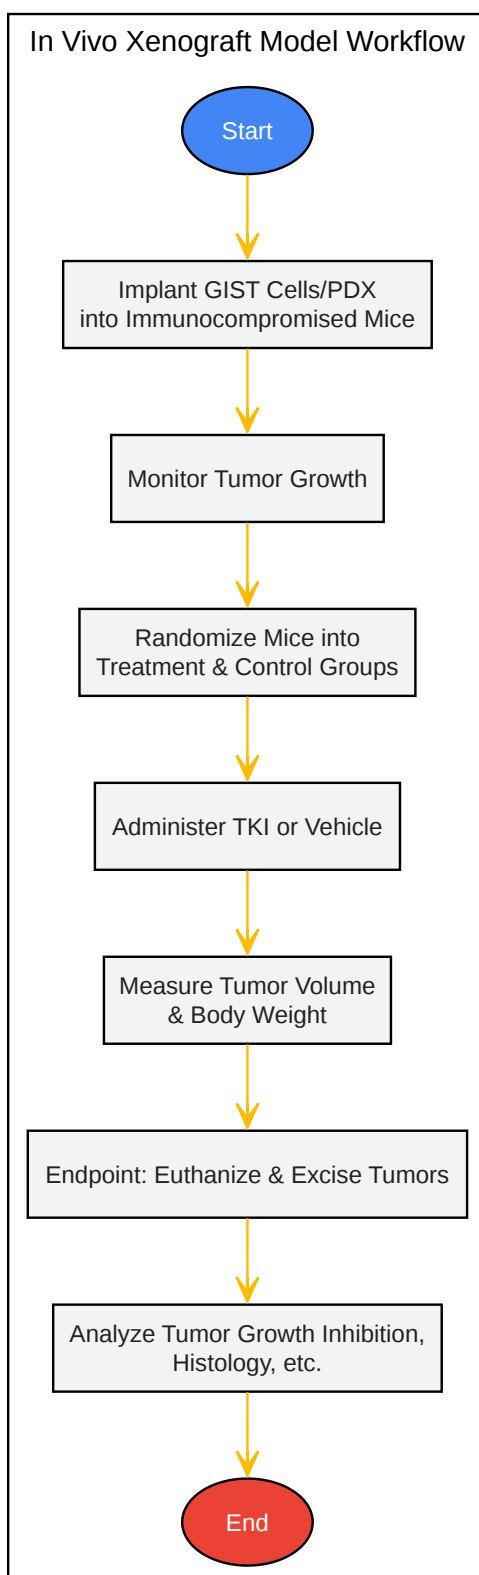 In Vivo Xenograft Model Workflow
Start
Implant GIST Cells/PDX
into Immunocompromised Mice
Monitor Tumor Growth
Randomize Mice into
Treatment & Control Groups
Administer TKI or Vehicle
Measure Tumor Volume
& Body Weight
Endpoint: Euthanize & Excise Tumors
Analyze Tumor Growth Inhibition,
Histology, etc.
End